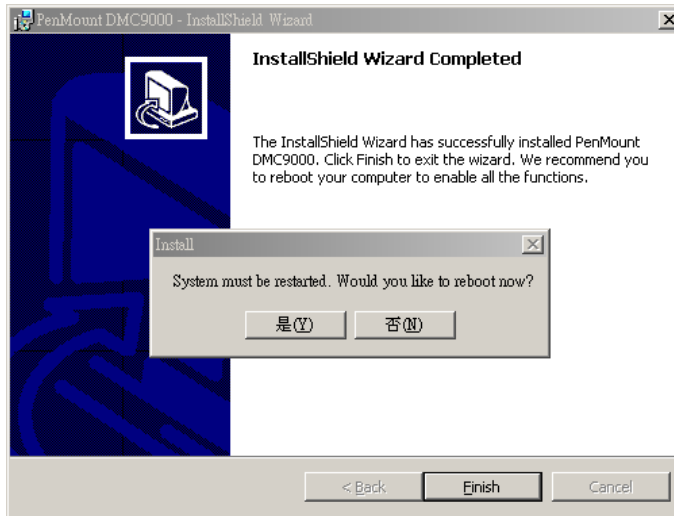 PenMount DMC9000 - InstallShield Wizard
InstallShield Wizard Completed
The InstallShield Wizard has successfully installed PenMount
DMC9000. Click Finish to exit the wizard. We recommend you
to reboot your computer to enable all the functions.
Install
System must be restarted. Would you like to reboot now?
是(Y)
否(N)
< Back
Finish
Cancel